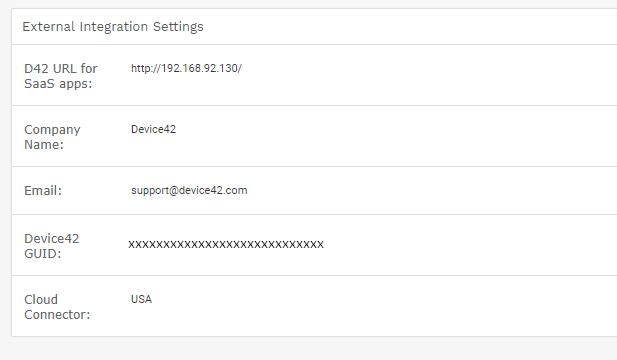 External Integration Settings
D42 URL for
SaaS apps:
http://192.168.92.130/
Company
Name:
Device42
Email:
support@device42.com
Device42
GUID:
xxxxxxxxxxxxxxxxxxxxxxxxxxxx
Cloud
Connector:
USA